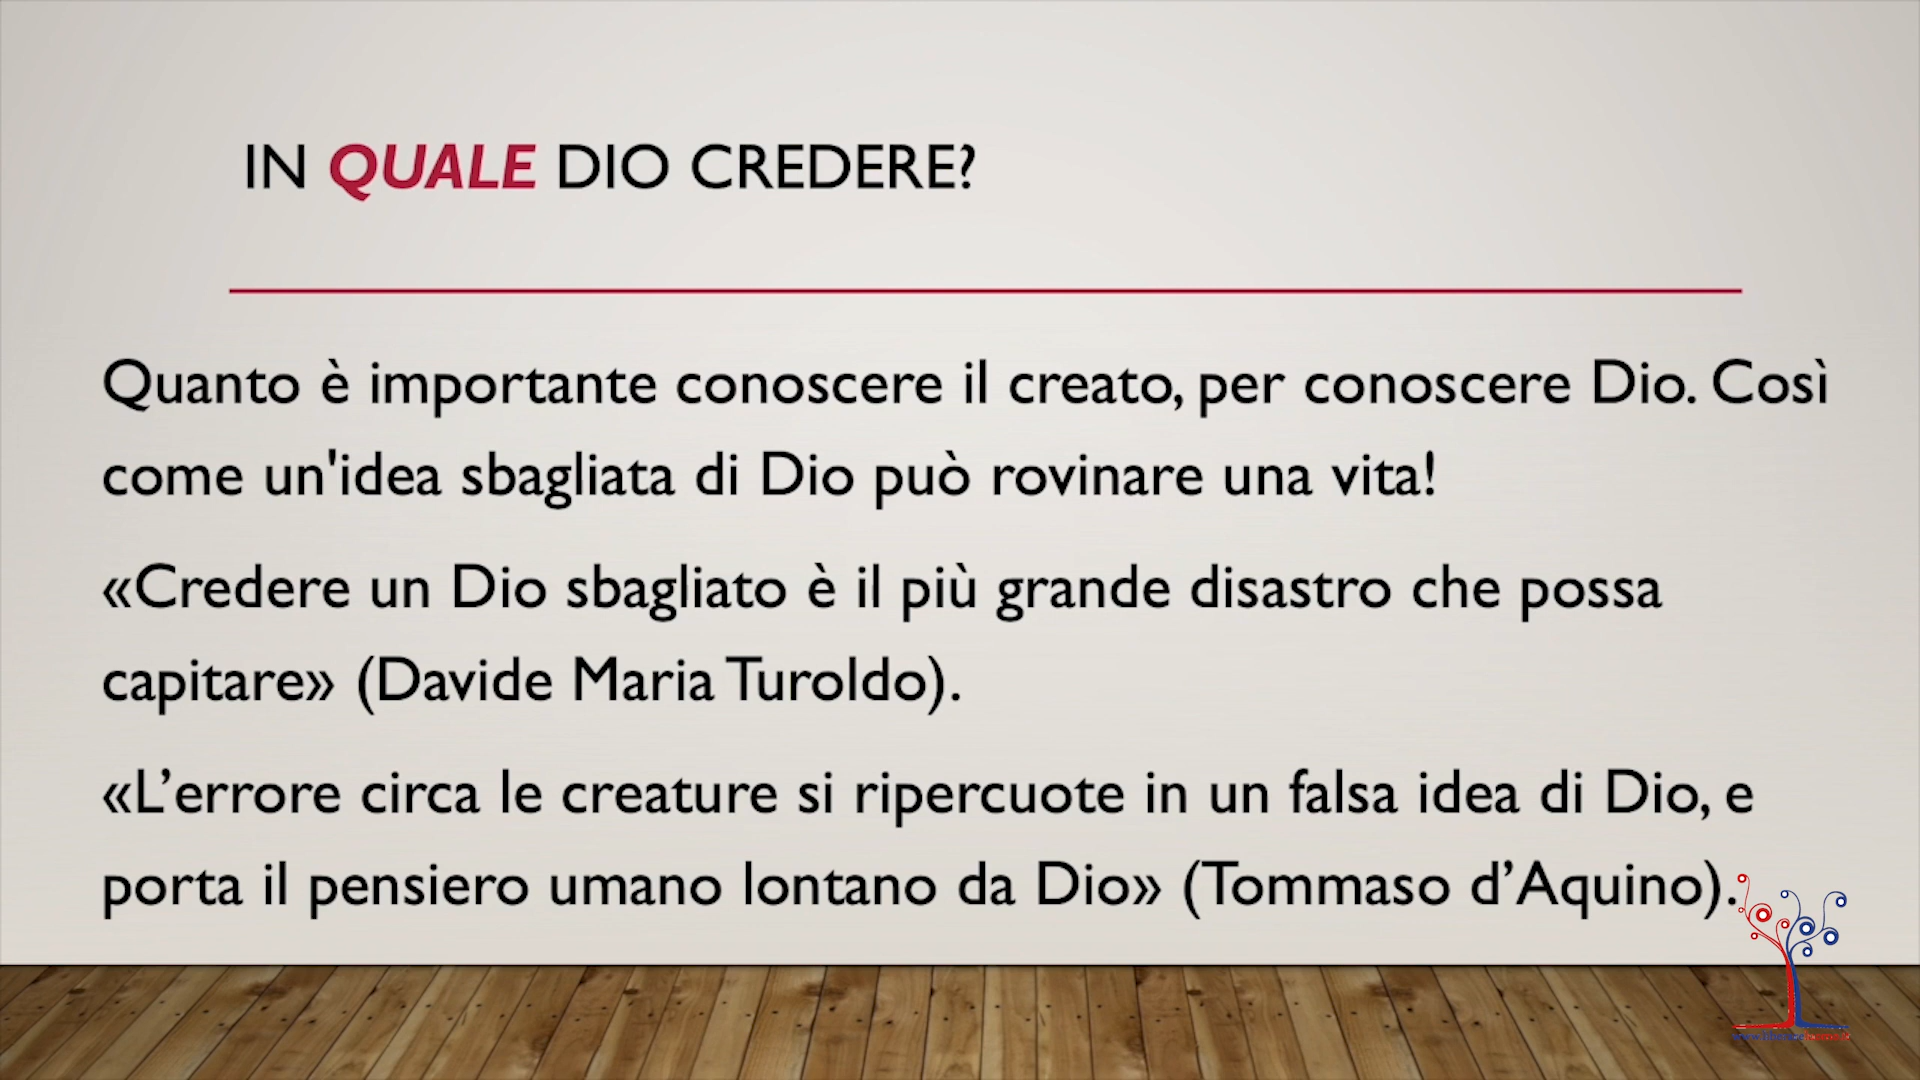 IN QUALE DIO CREDERE?
Quanto è importante conoscere il creato, per conoscere Dio. Così
come un'idea sbagliata di Dio può rovinare una vita!
«Credere un Dio sbagliato è il più grande disastro che possa
capitare» (Davide Maria Turoldo).
«L’errore circa le creature si ripercuote in un falsa idea di Dio, e
porta il pensiero umano lontano da Dio» (Tommaso d’Aquino).